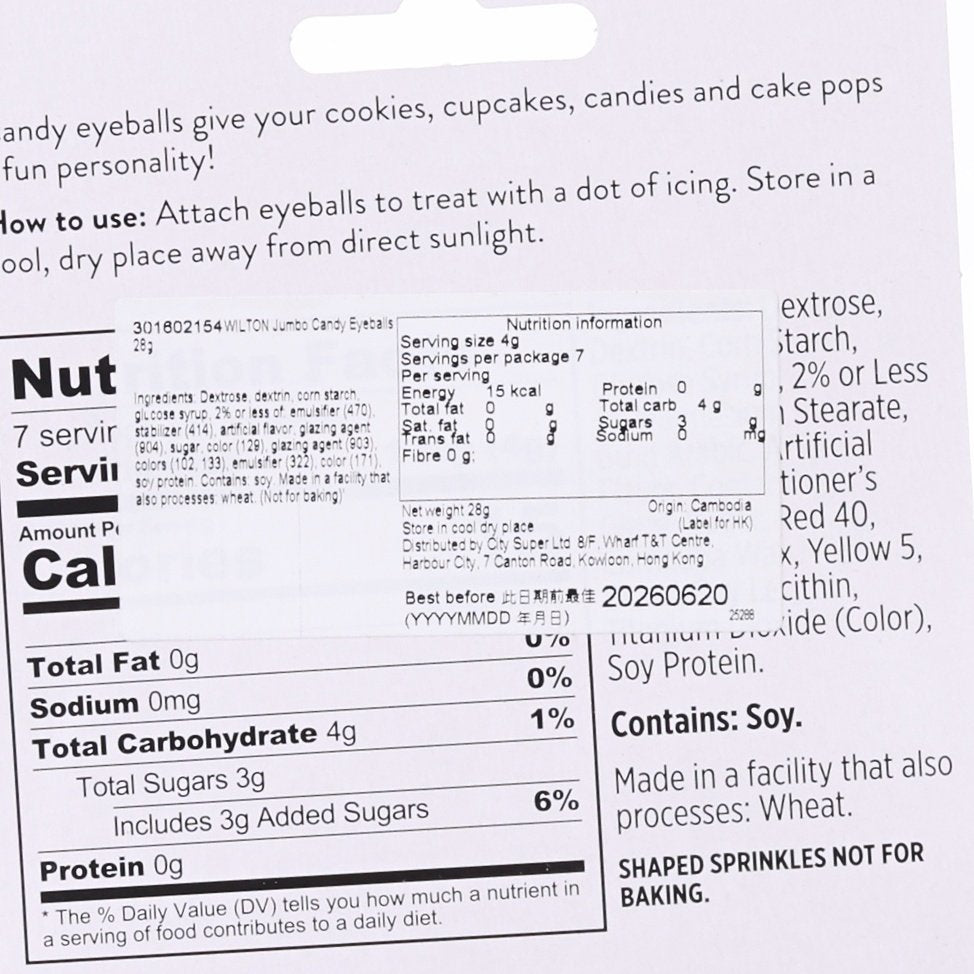 andy eyeballs give your cookies, cupcakes, candies and cake pops
fun personality!
How to use: Attach eyeballs to treat with a dot of icing. Store in a
ool, dry place away from direct sunlight.
301602154 WILTON Jumbo Candy Eyeballs
28g
Ingredients: Dextrose, dextrin, corn starch,
glucose syrup, 2% or less of: emulsifier (470),
stabilizer (414), artificial flavor, glazing agent
(904), sugar, color (129), glazing agent (903),
colors (102, 133), emulsifier (322), color (171),
soy protein. Contains: soy. Made in a facility that
also processes: wheat. (Not for baking)
Nutrition information
Serving size 4g
Servings per package 7
Per serving
Energy 15 kcal
Total fat 0 g
Sat. fat 0 g
Trans fat 0 g
Fibre 0 g;
Protein 0 g
Total carb 4 g
Sugars 3 g
Sodium 0 mg
Net weight 28g
Origin: Cambodia
Store in cool dry place
(Label for HK)
Distributed by City Super Ltd 8/F, Wharf T&T Centre,
Harbour City, 7 Canton Road, Kowloon, Hong Kong
Best before 此日期前最佳 20260620
(YYYYMMDD 年月日)
25288
Nut
7 servin
Servi
Amount P
Cal
0%
Total Fat 0g
Sodium 0mg 0%
Total Carbohydrate 4g 1%
Total Sugars 3g
Includes 3g Added Sugars 6%
Protein 0g
* The % Daily Value (DV) tells you how much a nutrient in
a serving of food contributes to a daily diet.
extrose,
Starch,
, 2% or Less
Stearate,
rtificial
tioner's
Red 40,
x, Yellow 5,
cithin,
Titanium Dioxide (Color),
Soy Protein.
Contains: Soy.
Made in a facility that also
processes: Wheat.
SHAPED SPRINKLES NOT FOR
BAKING.